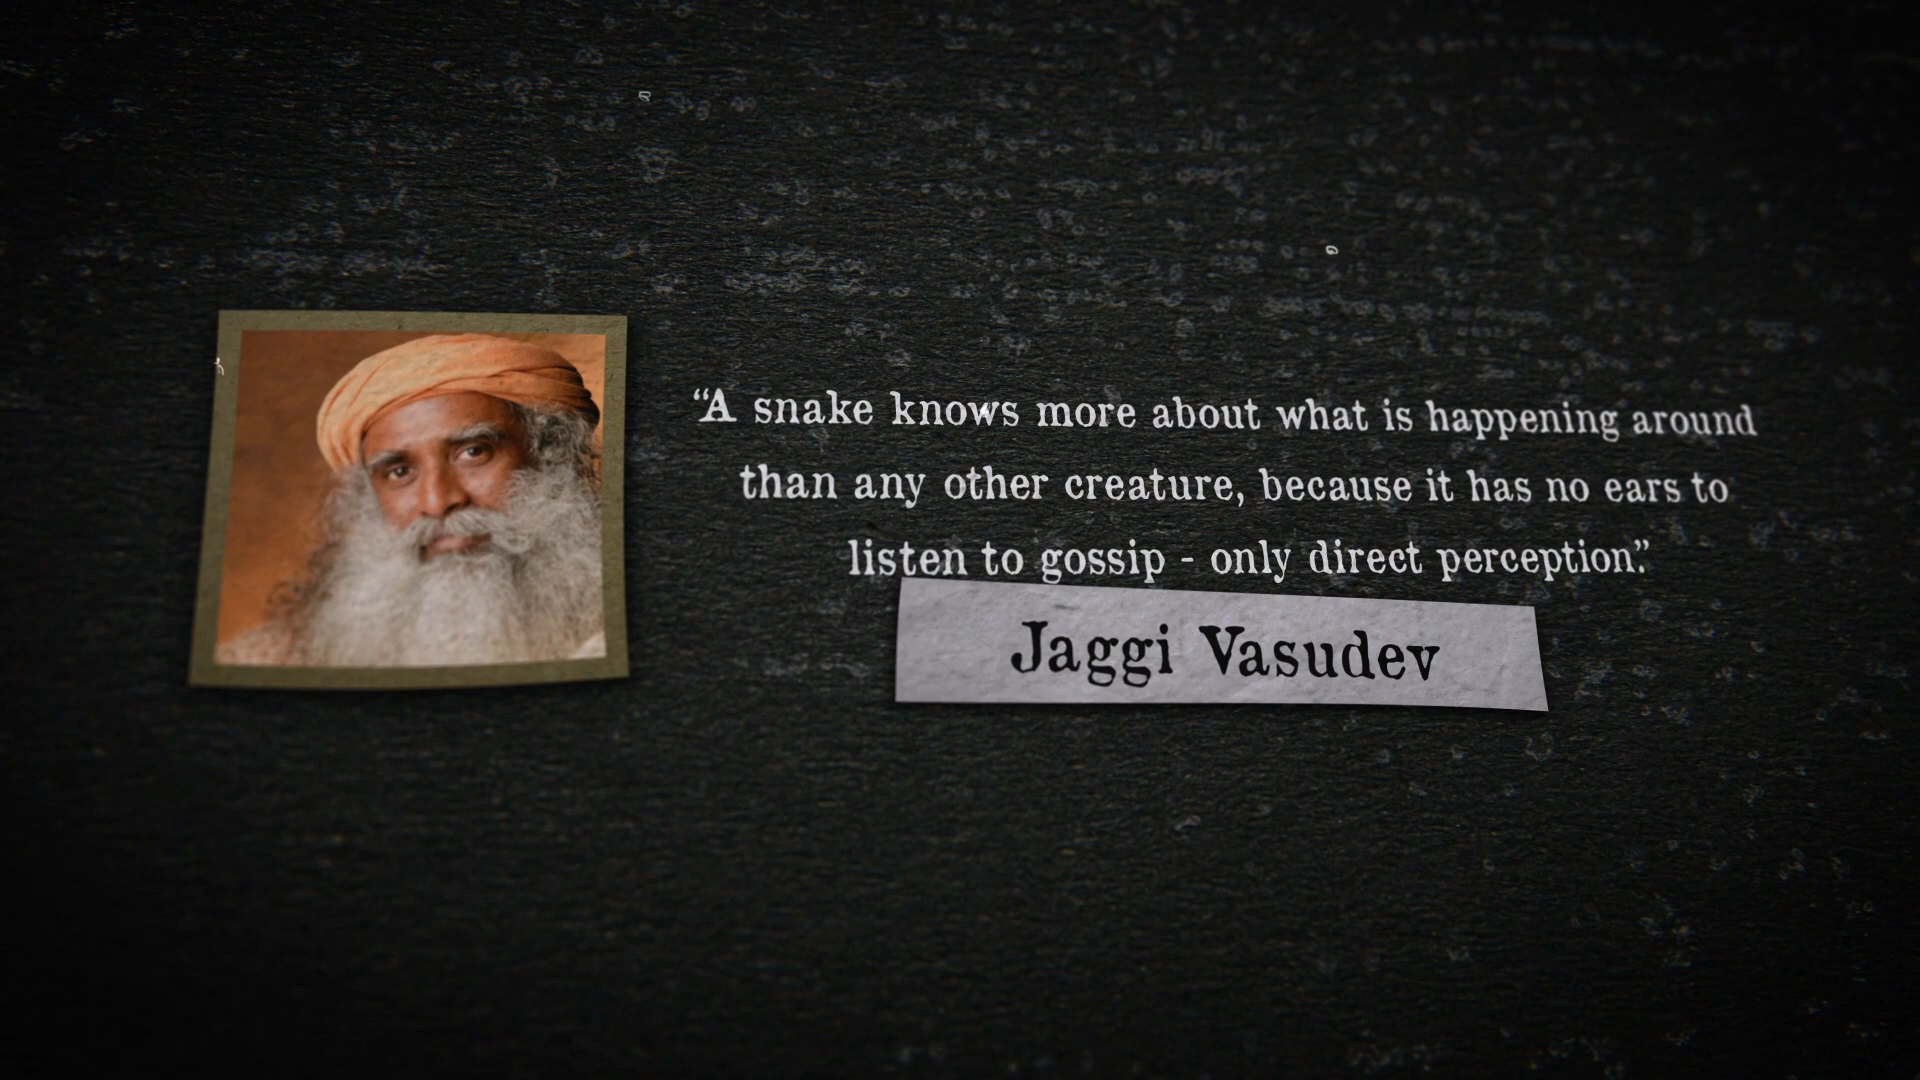 “A snake knows more about what is happening around
than any other creature, because it has no ears to
listen to gossip - only direct perception.”
Jaggi Vasudev